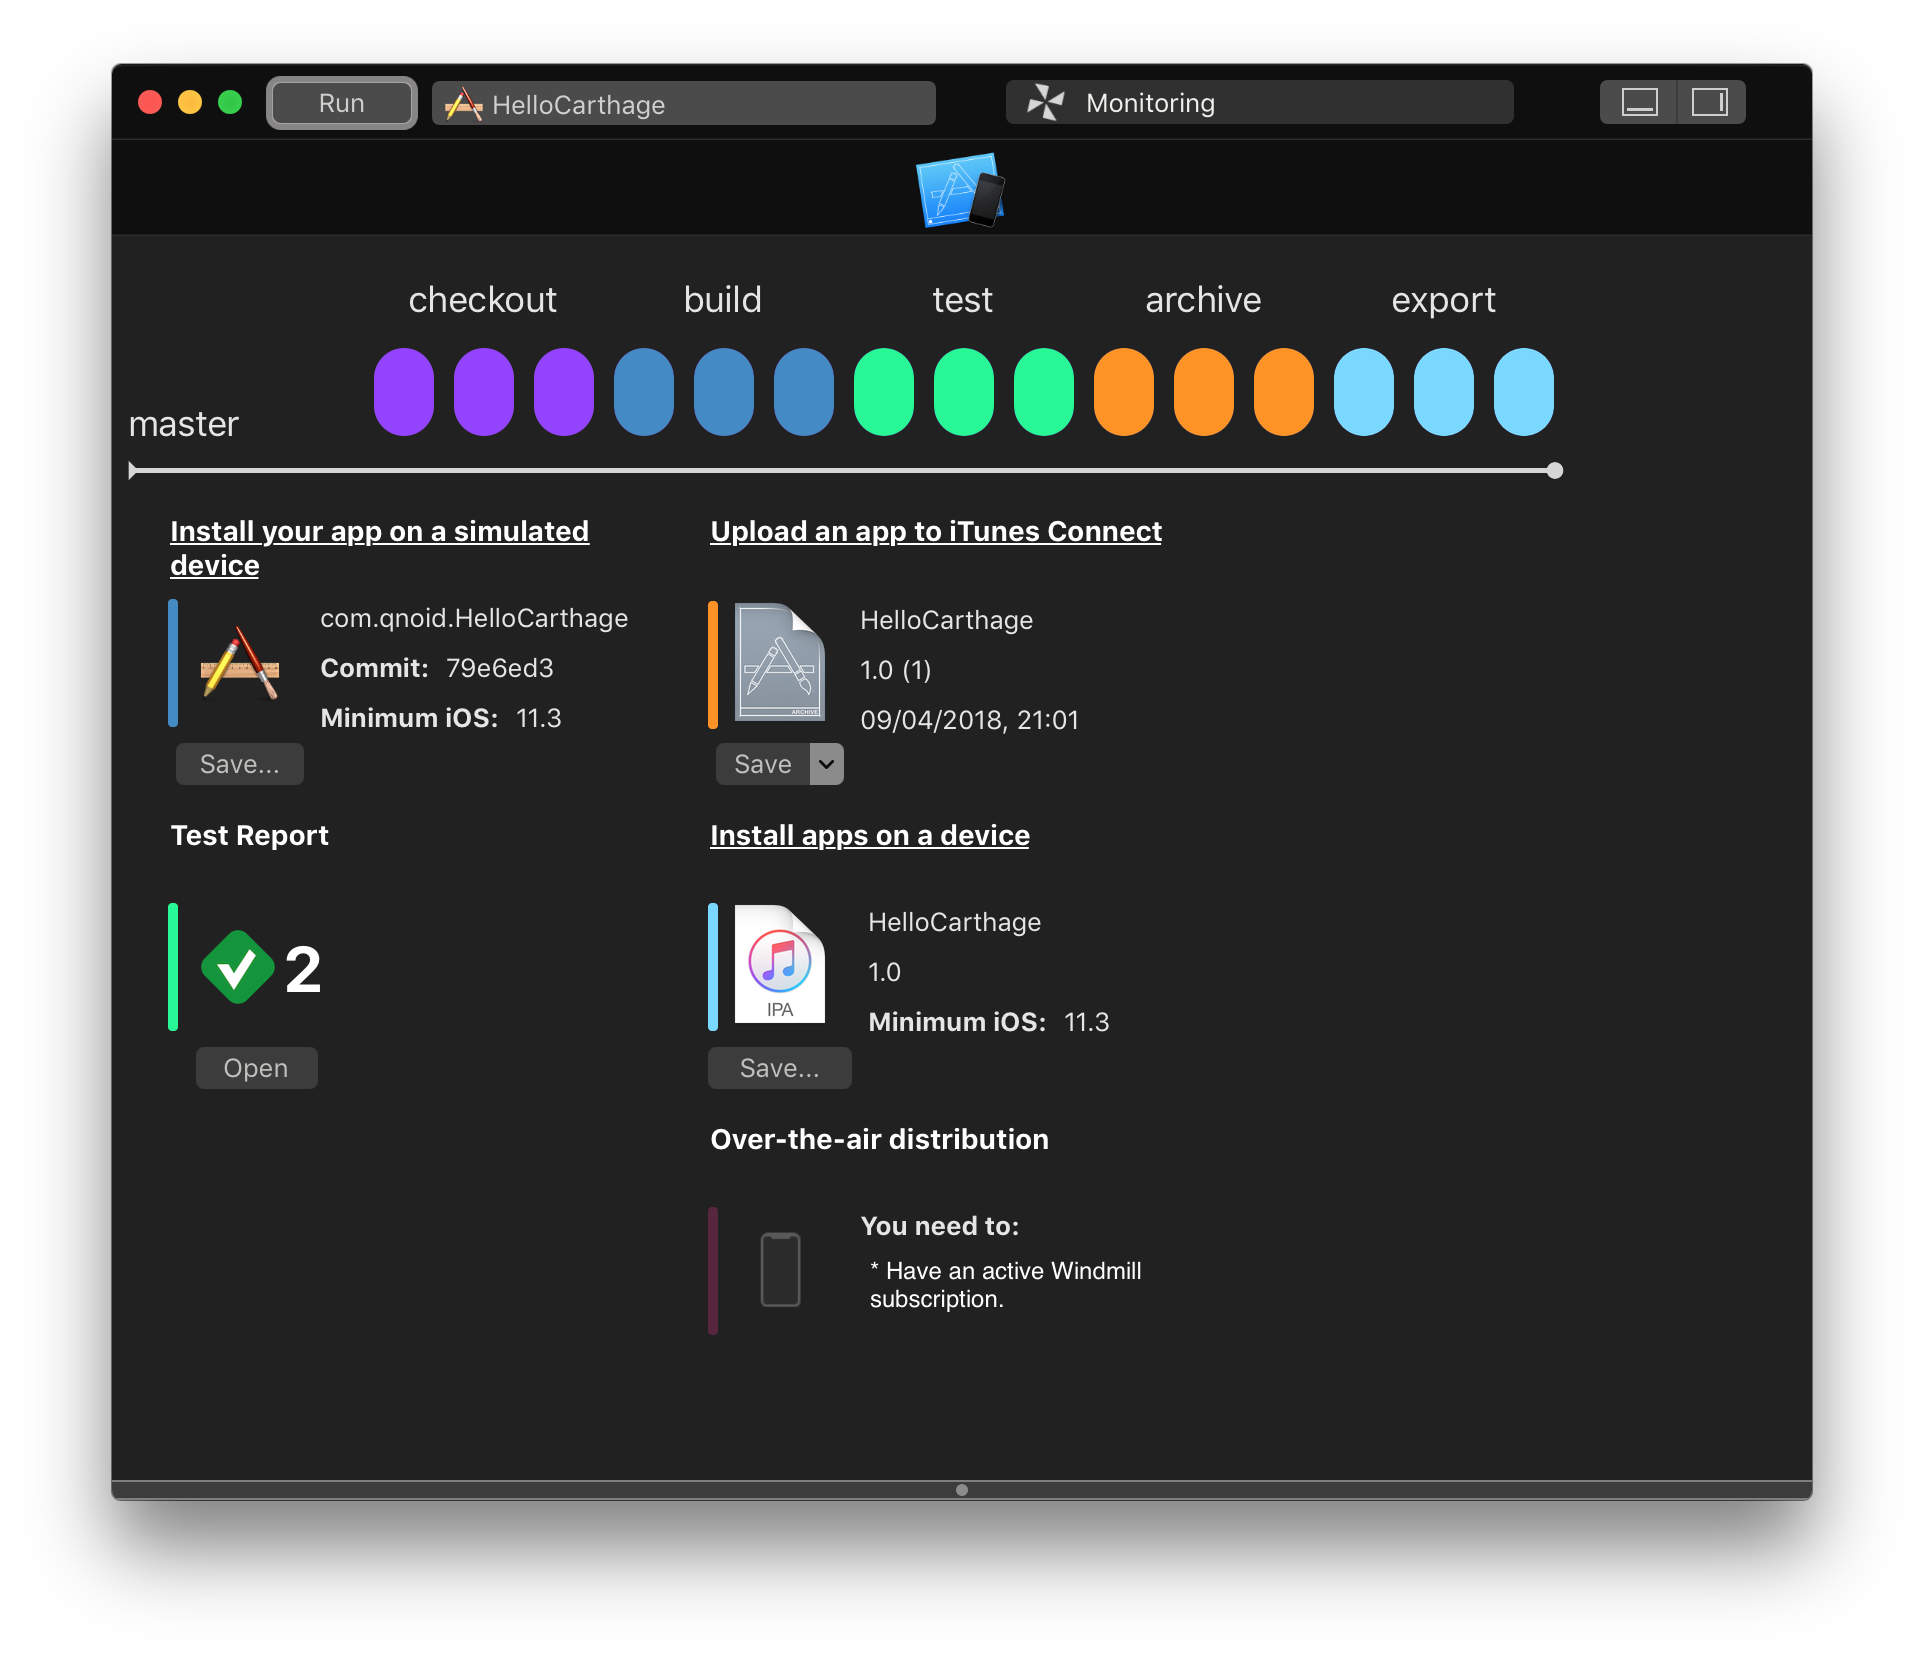 Run
HelloCarthage
Monitoring
checkout
build
test
archive
export
master
Install your app on a simulated
device
com.qnoid.HelloCarthage
Commit: 79e6ed3
Minimum iOS: 11.3
Save...
Upload an app to iTunes Connect
ARCHIVE
HelloCarthage
1.0 (1)
09/04/2018, 21:01
Save
Test Report
2
Open
Install apps on a device
IPA
HelloCarthage
1.0
Minimum iOS: 11.3
Save...
Over-the-air distribution
You need to:
* Have an active Windmill
subscription.